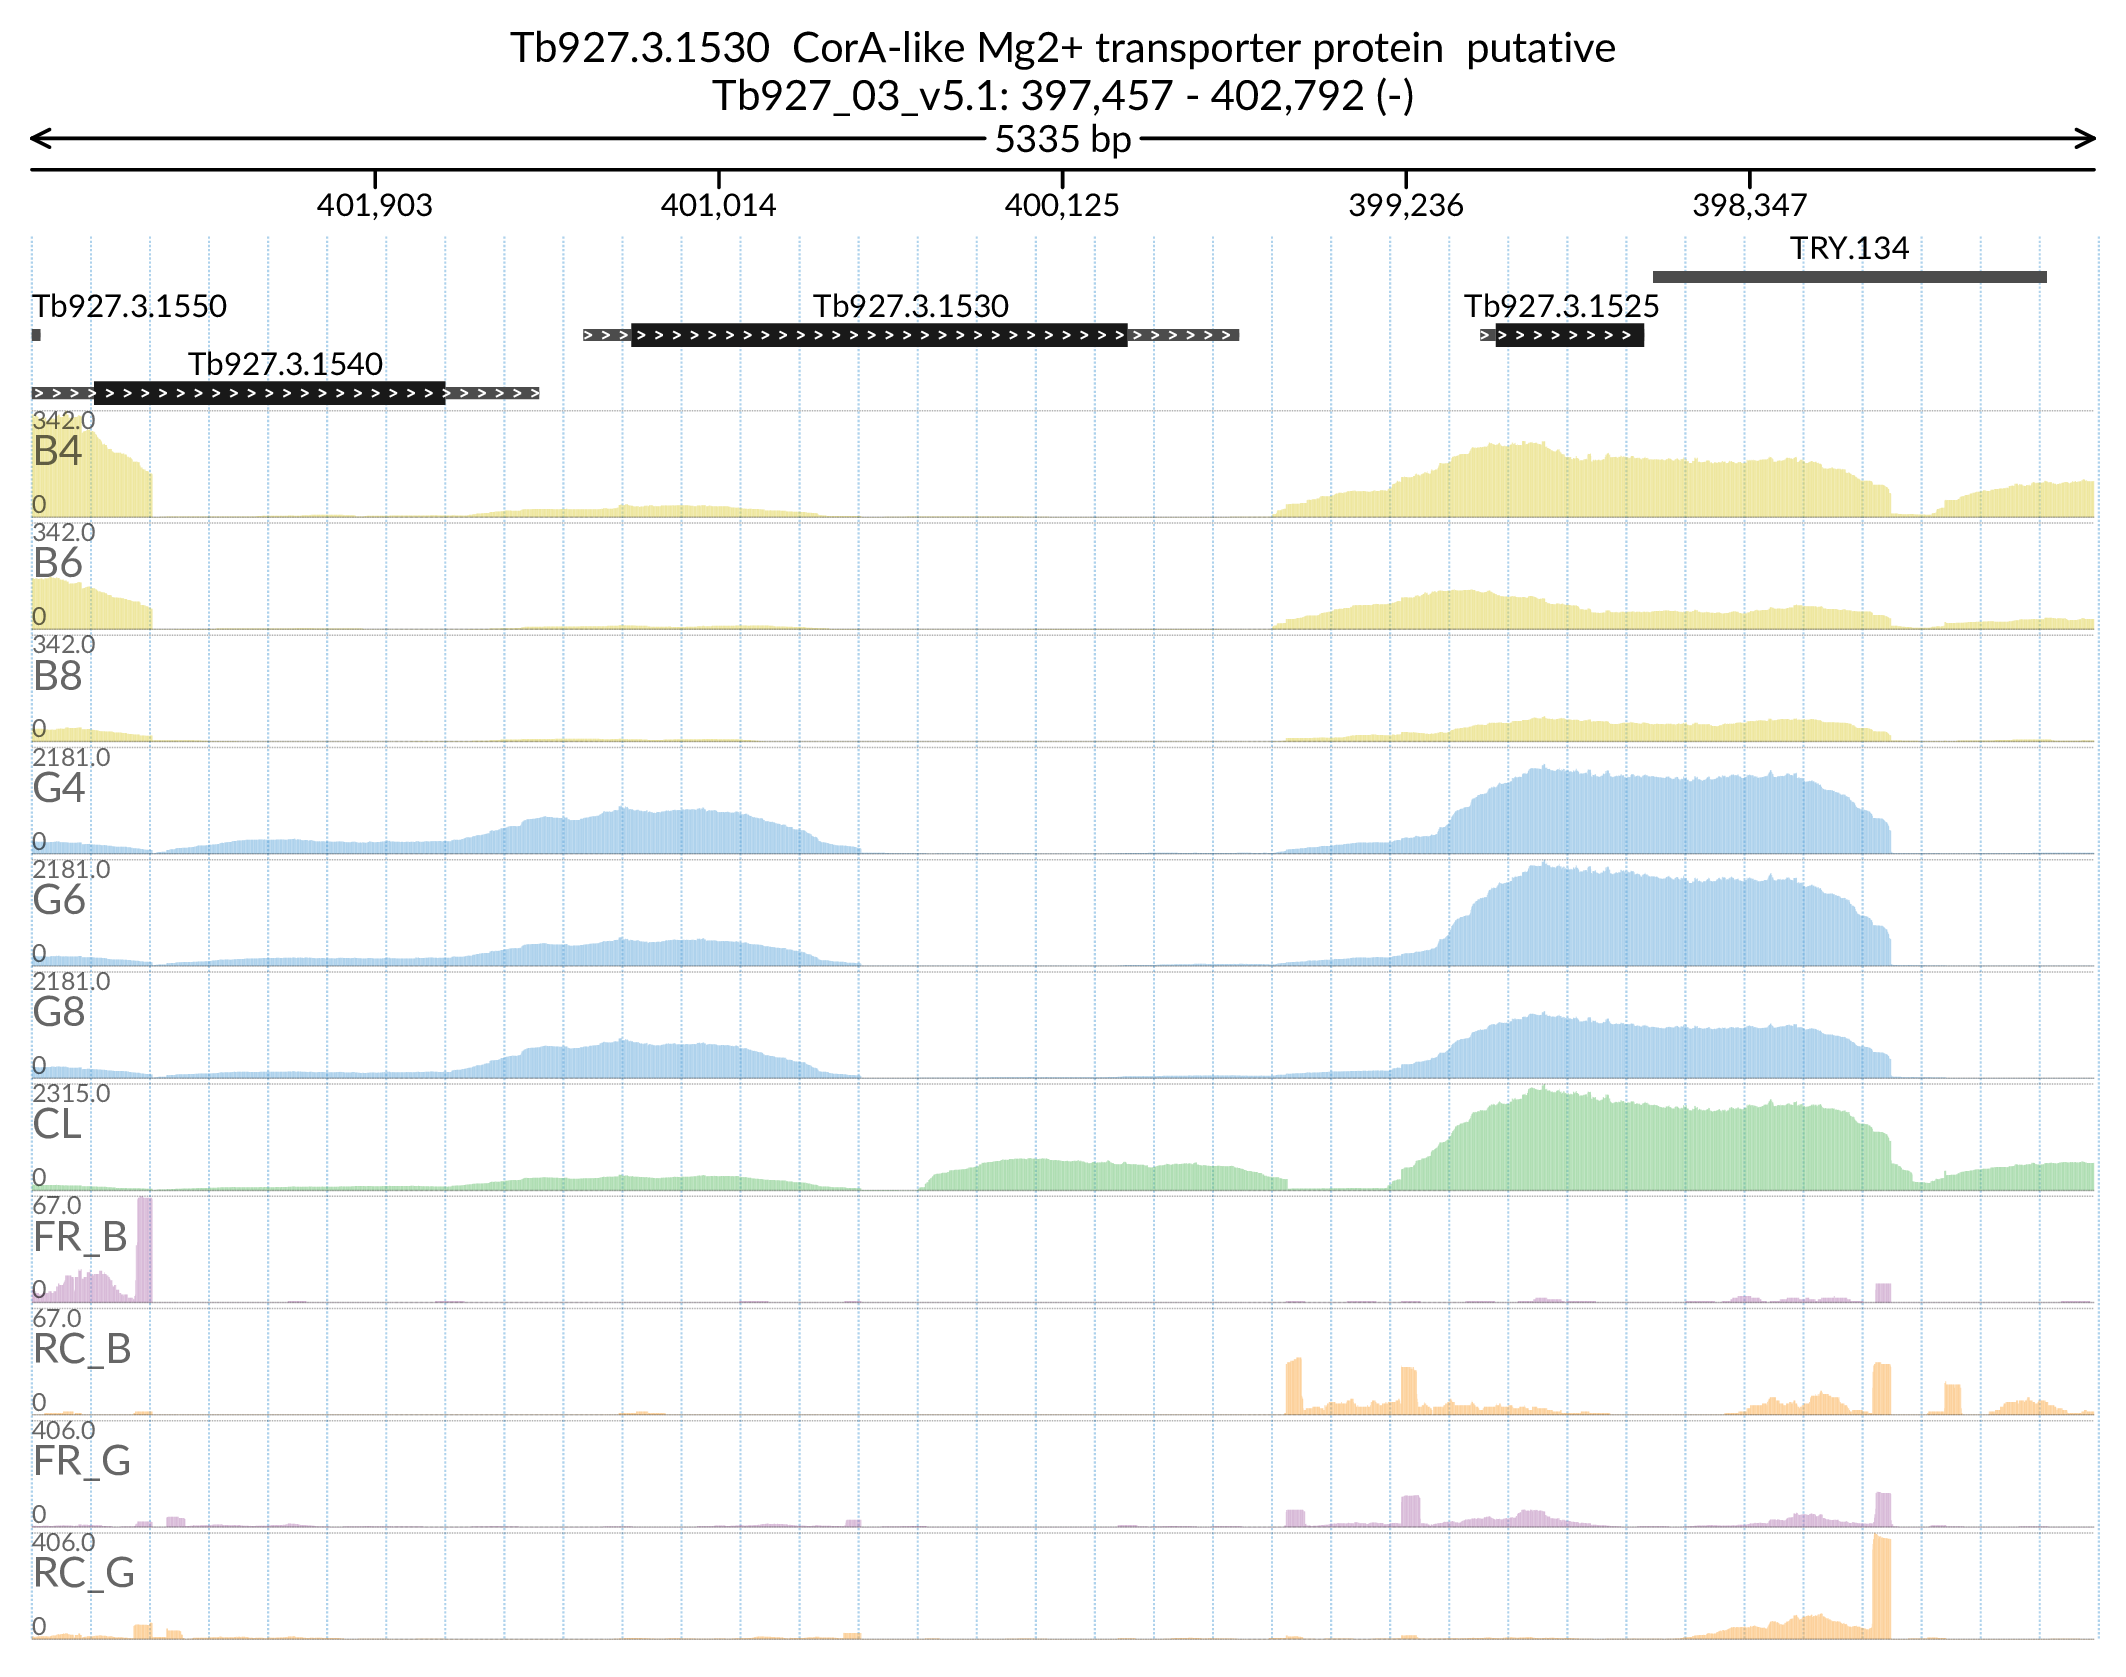 Tb927.3.1530  CorA-like Mg2+ transporter protein  putative
Tb927_03_v5.1: 397,457 - 402,792 (-)
5335 bp
401,903 401,014 400,125 399,236 398,347
TRY.134
Tb927.3.1550 Tb927.3.1530 Tb927.3.1525
Tb927.3.1540
342.0
B4
0
342.0
B6
0
342.0
B8
0
2181.0
G4
0
2181.0
G6
0
2181.0
G8
0
2315.0
CL
0
67.0
FR_B
0
67.0
RC_B
0
406.0
FR_G
0
406.0
RC_G
0